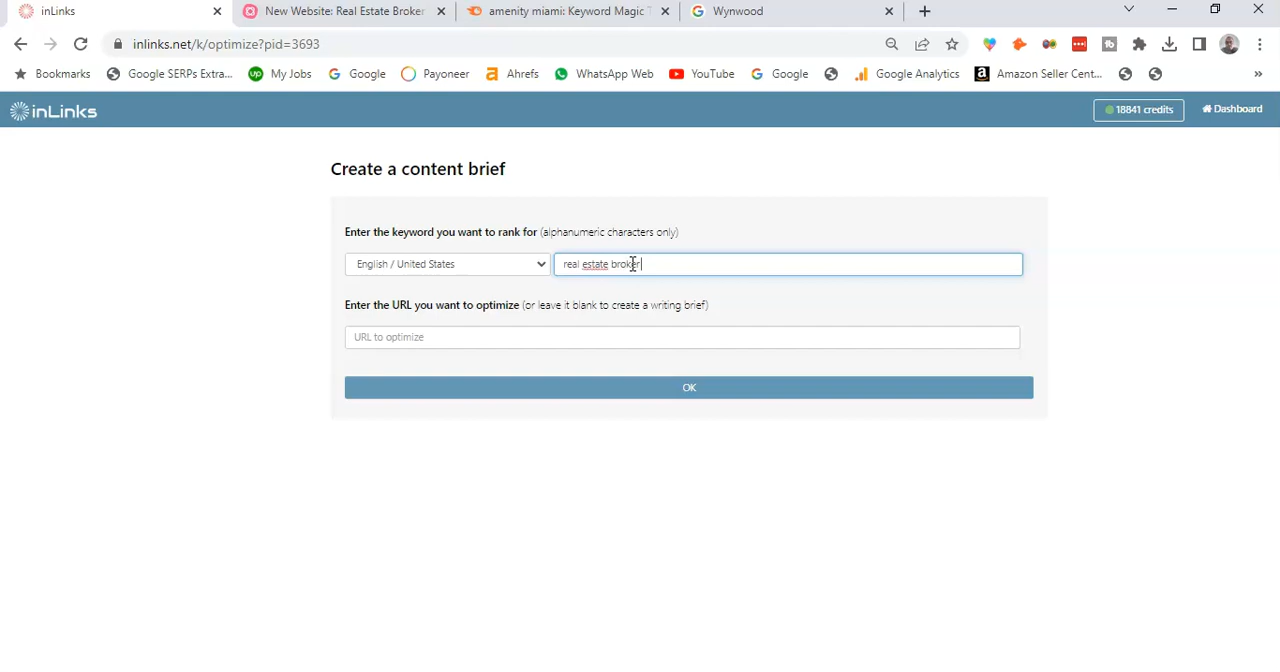 inLinks
New Website: Real Estate Broker
amenity miami: Keyword Magic T
Wynwood
inlinks.net/k/optimize?pid=3693
Bookmarks
Google SERPs Extra...
My Jobs
Google
Payoneer
Ahrefs
WhatsApp Web
YouTube
Google
Google Analytics
Amazon Seller Cent...
»
inLinks
18841 credits
Dashboard
Create a content brief
Enter the keyword you want to rank for (alphanumeric characters only)
English / United States
real estate broker
Enter the URL you want to optimize (or leave it blank to create a writing brief)
URL to optimize
OK